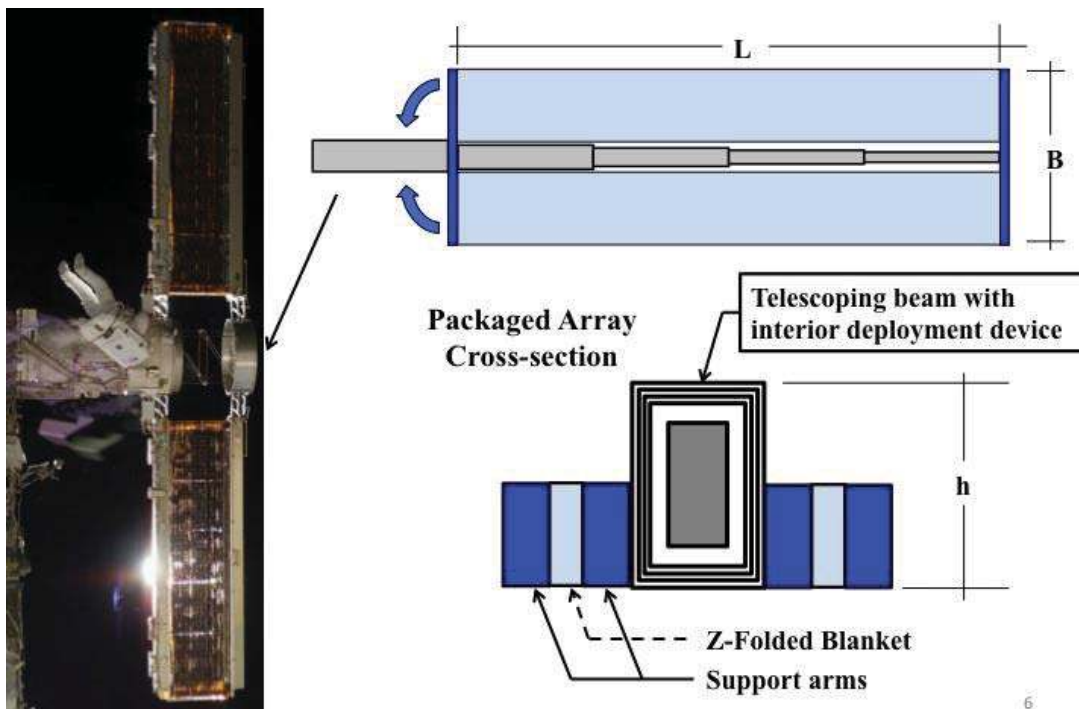 L
B
Telescoping beam with
interior deployment device
Packaged Array
Cross-section
h
Z-Folded Blanket
Support arms
6